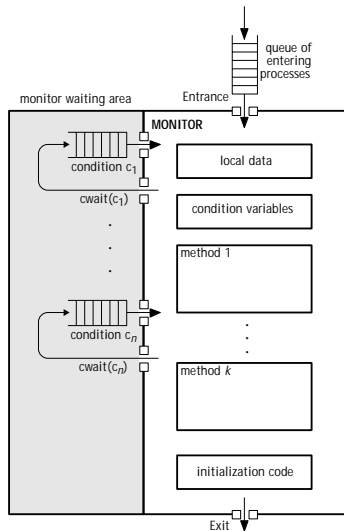 queue of
entering
processes
monitor waiting area
Entrance
MONITOR
condition c1
local data
cwait(c1)
condition variables
method 1
condition cn
cwait(cn)
method k
initialization code
Exit